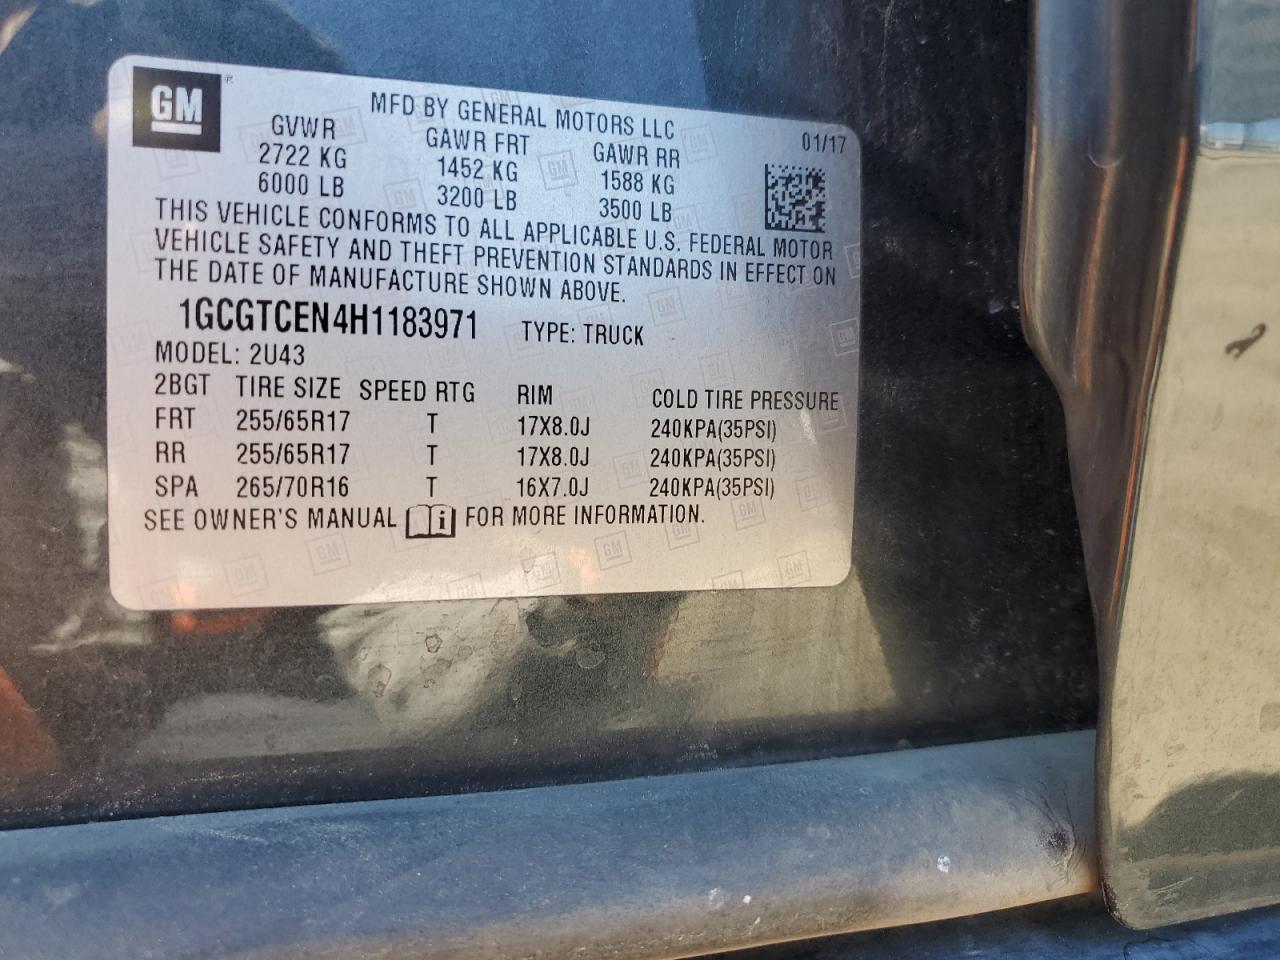 GM ®
MFD BY GENERAL MOTORS LLC
01/17
GVWR GAWR FRT GAWR RR
2722 KG 1452 KG 1588 KG
6000 LB 3200 LB 3500 LB
THIS VEHICLE CONFORMS TO ALL APPLICABLE U.S. FEDERAL MOTOR
VEHICLE SAFETY AND THEFT PREVENTION STANDARDS IN EFFECT ON
THE DATE OF MANUFACTURE SHOWN ABOVE.
1GCGTCEN4H1183971 TYPE: TRUCK
MODEL: 2U43
2BGT TIRE SIZE SPEED RTG RIM COLD TIRE PRESSURE
FRT 255/65R17 T 17X8.0J 240KPA(35PSI)
RR 255/65R17 T 17X8.0J 240KPA(35PSI)
SPA 265/70R16 T 16X7.0J 240KPA(35PSI)
SEE OWNER'S MANUAL i FOR MORE INFORMATION.